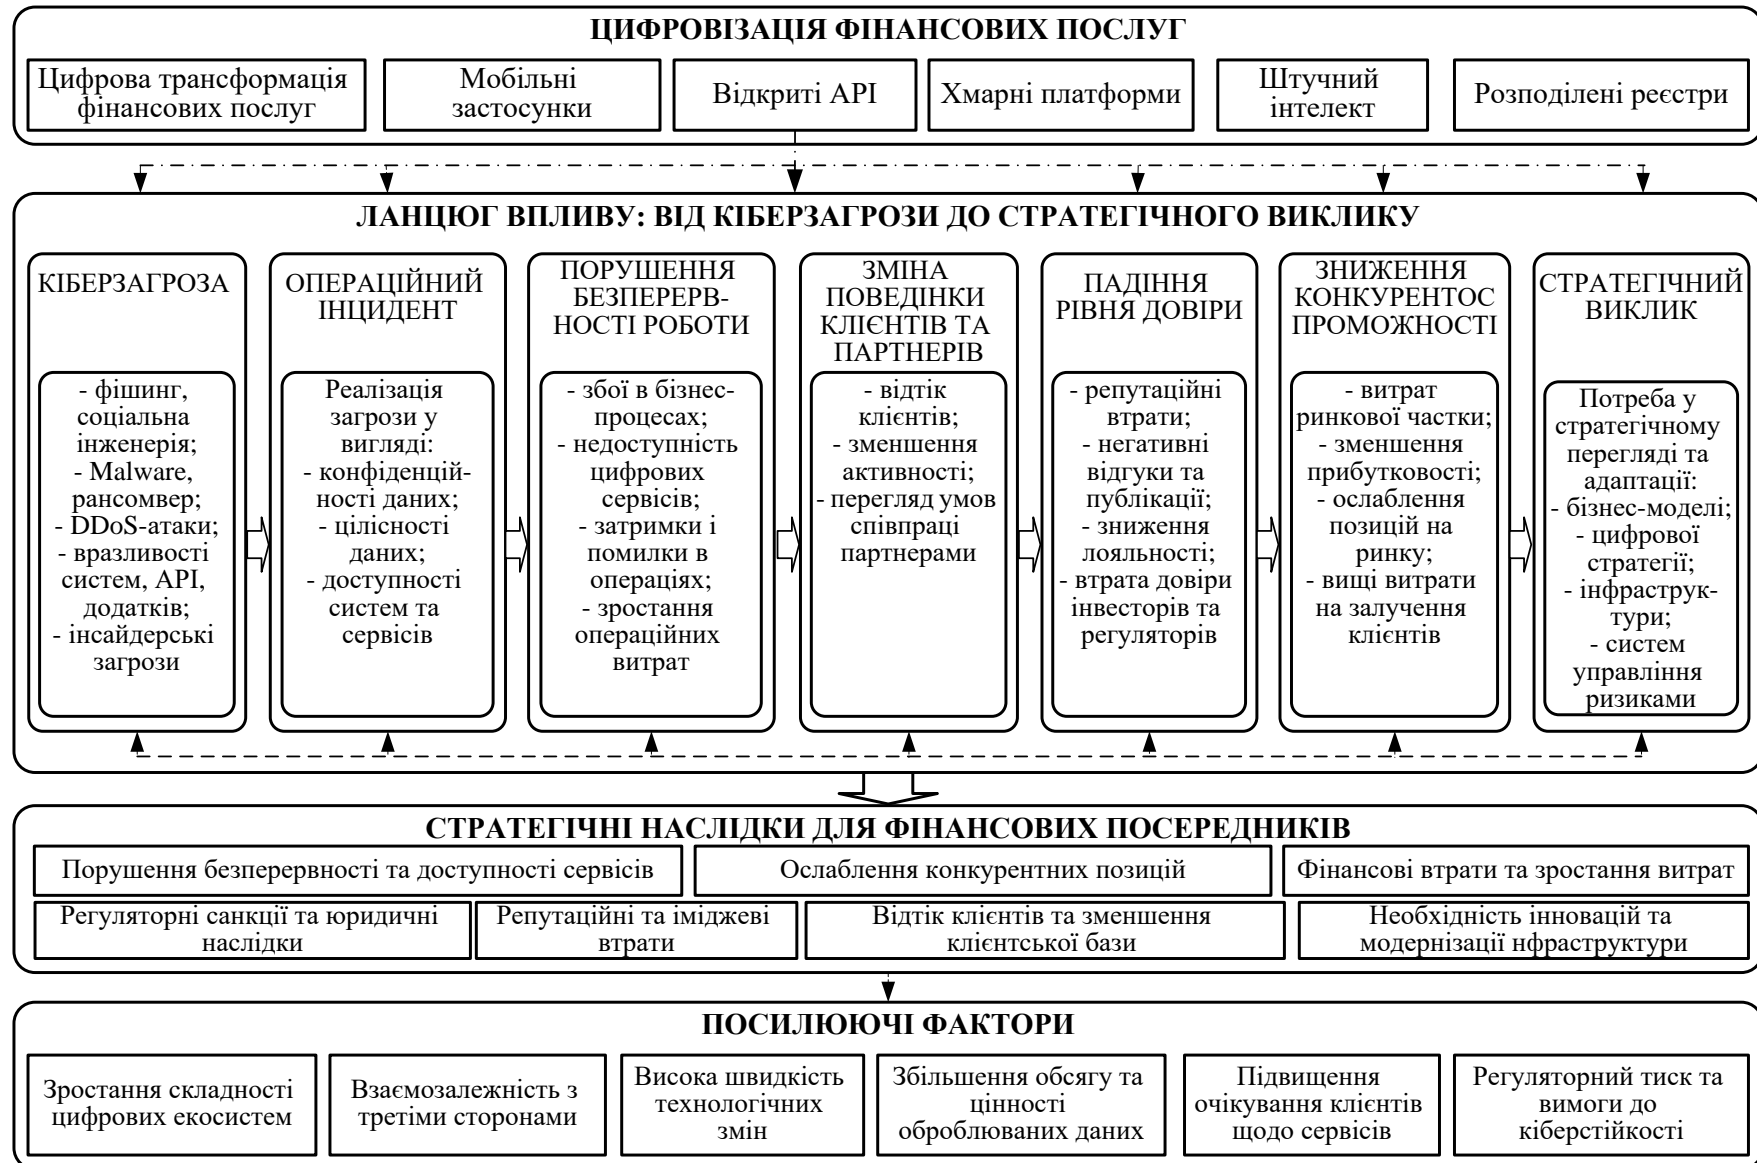 ЦИФРОВІЗАЦІЯ ФІНАНСОВИХ ПОСЛУГ
Цифрова трансформація
фінансових послуг
Мобільні
застосунки
Відкриті API
Хмарні платформи
Штучний
інтелект
Розподілені реєстри
ЛАНЦЮГ ВПЛИВУ: ВІД КІБЕРЗАГРОЗИ ДО СТРАТЕГІЧНОГО ВИКЛИКУ
КІБЕРЗАГРОЗА
- фішинг,
соціальна
інженерія;
- Malware,
рансомвер;
- DDoS-атаки;
- вразливості
систем, API,
додатків;
- інсайдерські
загрози
ОПЕРАЦІЙНИЙ
ІНЦИДЕНТ
Реалізація
загрози у
вигляді:
- конфіденцій-
ності даних;
- цілісності
даних;
- доступності
систем та
сервісів
ПОРУШЕННЯ
БЕЗПЕРЕРВ-
НОСТІ РОБОТИ
- збої в бізнес-
процесах;
- недоступність
цифрових
сервісів;
- затримки і
помилки в
операціях;
- зростання
операційних
витрат
ЗМІНА
ПОВЕДІНКИ
КЛІЄНТІВ ТА
ПАРТНЕРІВ
- відтік
клієнтів;
- зменшення
активності;
- перегляд умов
співпраці
партнерами
ПАДІННЯ
РІВНЯ ДОВІРИ
- репутаційні
втрати;
- негативні
відгуки та
публікації;
- зниження
лояльності;
- втрата довіри
інвесторів та
регуляторів
ЗНИЖЕННЯ
КОНКУРЕНТОС
ПРОМОЖНОСТІ
- витрат
ринкової частки;
- зменшення
прибутковості;
- ослаблення
позицій на
ринку;
- вищі витрати
на залучення
клієнтів
СТРАТЕГІЧНИЙ
ВИКЛИК
Потреба у
стратегічному
перегляді та
адаптації:
- бізнес-моделі;
- цифрової
стратегії;
- інфраструк-
тури;
- систем
управління
ризиками
СТРАТЕГІЧНІ НАСЛІДКИ ДЛЯ ФІНАНСОВИХ ПОСЕРЕДНИКІВ
Порушення безперервності та доступності сервісів
Ослаблення конкурентних позицій
Фінансові втрати та зростання витрат
Регуляторні санкції та юридичні
наслідки
Репутаційні та іміджеві
втрати
Відтік клієнтів та зменшення
клієнтської бази
Необхідність інновацій та
модернізації нфраструктури
ПОСИЛЮЮЧІ ФАКТОРИ
Зростання складності
цифрових екосистем
Взаємозалежність з
третіми сторонами
Висока швидкість
технологічних
змін
Збільшення обсягу та
цінності
оброблюваних даних
Підвищення
очікування клієнтів
щодо сервісів
Регуляторний тиск та
вимоги до
кіберстійкості